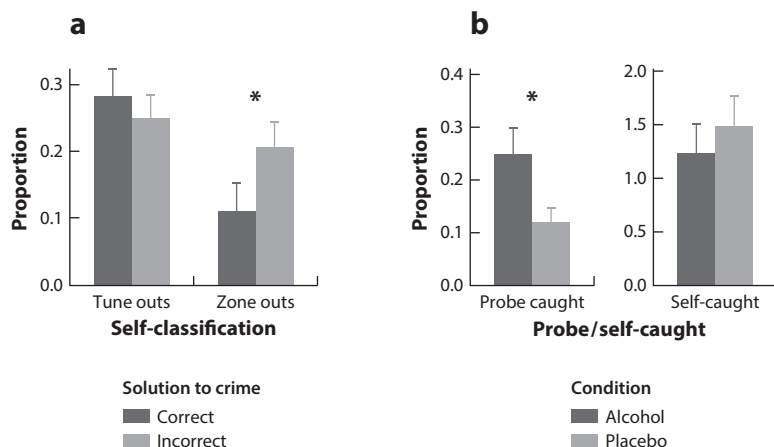 a
0.3
0.2
0.1
0.0
Proportion
*
Tune outs
Zone outs
Self-classification
Solution to crime
Correct
Incorrect
b
0.4
0.3
0.2
0.1
0.0
Proportion
*
Probe caught
2.0
1.5
1.0
0.5
0.0
Self-caught
Probe/self-caught
Condition
Alcohol
Placebo